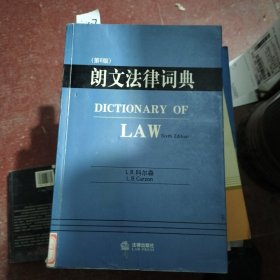 (第6版)
朗文法律词典
DICTIONARY OF
LAW Sixth Edition
L.B.科尔森
L.B.Curzon
法律出版社
LAW PRESS